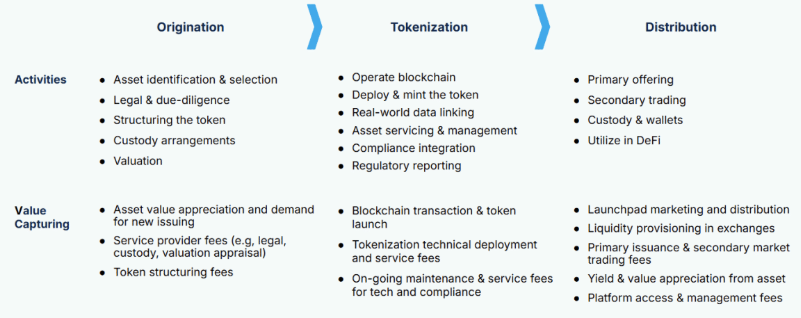 Origination
Tokenization
Distribution
Activities
● Asset identification & selection
● Legal & due-diligence
● Structuring the token
● Custody arrangements
● Valuation
● Operate blockchain
● Deploy & mint the token
● Real-world data linking
● Asset servicing & management
● Compliance integration
● Regulatory reporting
● Primary offering
● Secondary trading
● Custody & wallets
● Utilize in DeFi
Value
Capturing
● Asset value appreciation and demand
for new issuing
● Service provider fees (e.g, legal,
custody, valuation appraisal)
● Token structuring fees
● Blockchain transaction & token
launch
● Tokenization technical deployment
and service fees
● On-going maintenance & service fees
for tech and compliance
● Launchpad marketing and distribution
● Liquidity provisioning in exchanges
● Primary issuance & secondary market
trading fees
● Yield & value appreciation from asset
● Platform access & management fees